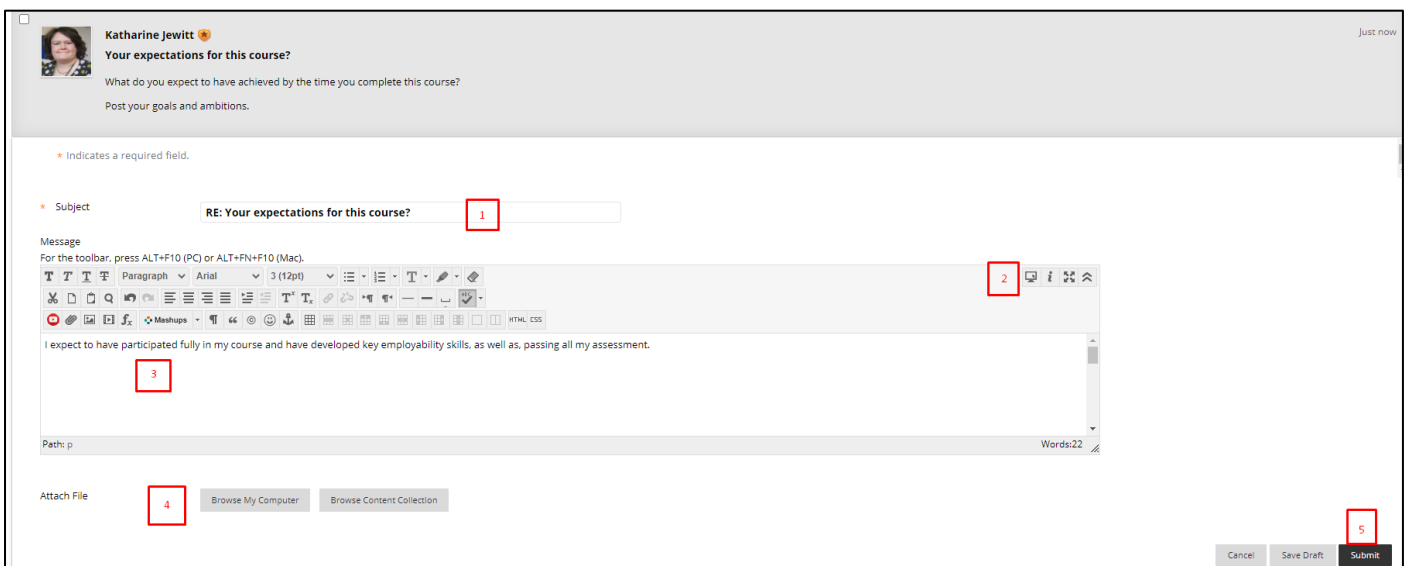 Katharine Jewitt
Just now
Your expectations for this course?
What do you expect to have achieved by the time you complete this course?
Post your goals and ambitions.
* Indicates a required field.
* Subject
RE: Your expectations for this course?
1
Message
For the toolbar, press ALT+F10 (PC) or ALT+FN+F10 (Mac).
T T T T Paragraph Arial 3 (12pt) T
2
i
Tx Tx
ABC
fx Mashups HTML CSS
I expect to have participated fully in my course and have developed key employability skills, as well as, passing all my assessment.
3
Path: p
Words:22
Attach File
4
Browse My Computer
Browse Content Collection
5
Cancel
Save Draft
Submit